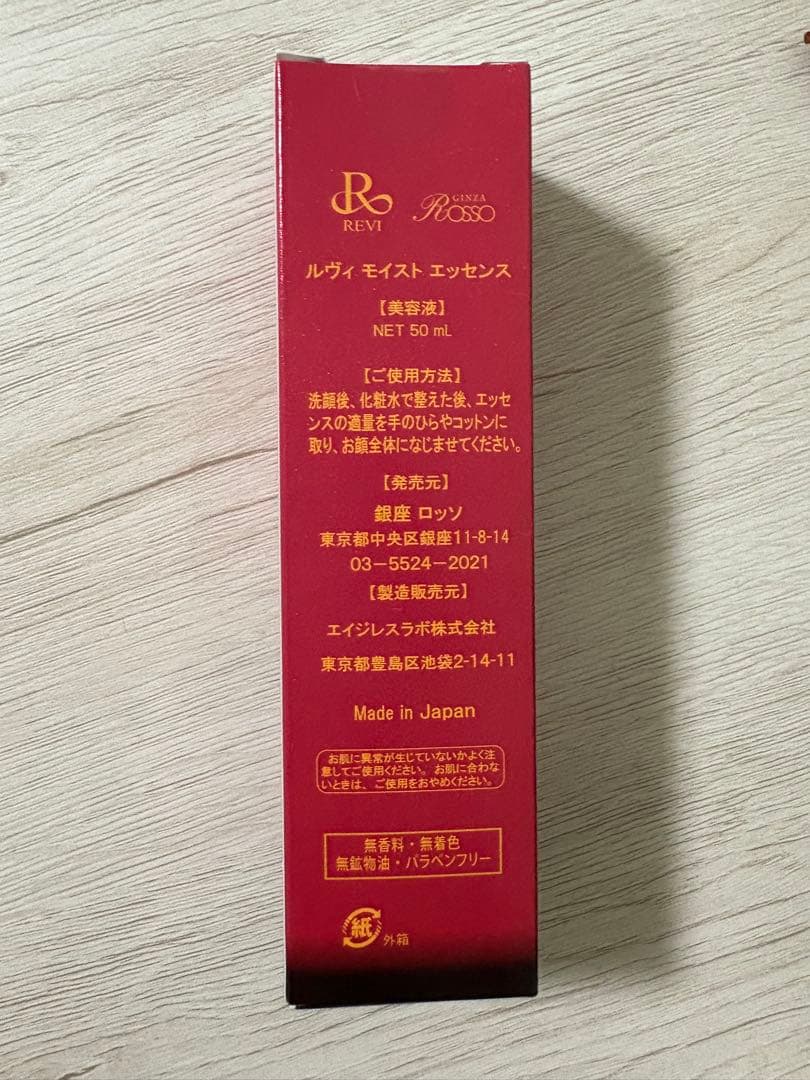 R
REVI
GINZA
Rosso
ルヴィ モイスト エッセンス
【美容液】
NET 50 mL
【ご使用方法】
洗顔後、化粧水で整えた後、エッセ
ンスの適量を手のひらやコットンに
取り、お顔全体になじませてください。
【発売元】
銀座 ロッソ
東京都中央区銀座11-8-14
03-5524-2021
【製造販売元】
エイジレスラボ株式会社
東京都豊島区池袋2-14-11
Made in Japan
お肌に異常が生じていないかよく注
意してご使用ください。お肌に合わな
いときは、ご使用をおやめください。
無香料・無着色
無鉱物油・パラベンフリー
紙
外箱